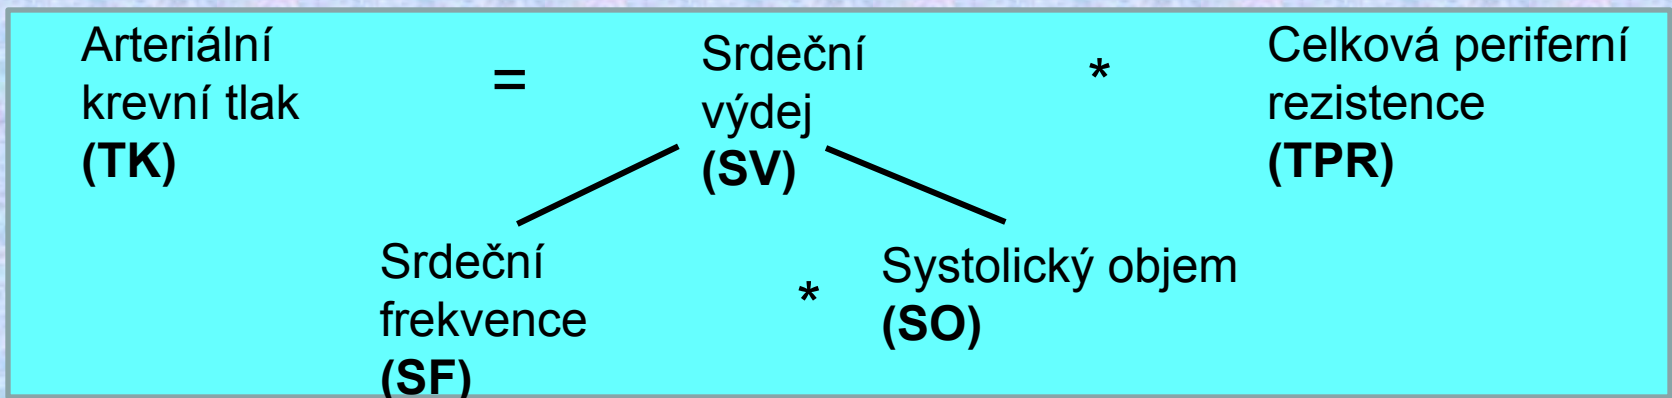 Arteriální
krevní tlak
(TK)
=
Srdeční
výdej
(SV)
*
Celková periferní
rezistence
(TPR)
Srdeční
frekvence
(SF)
*
Systolický objem
(SO)